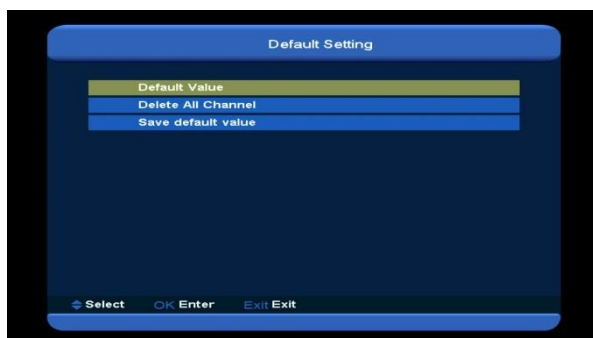 Default Setting
Default Value
Delete All Channel
Save default value
Select OK Enter Exit Exit